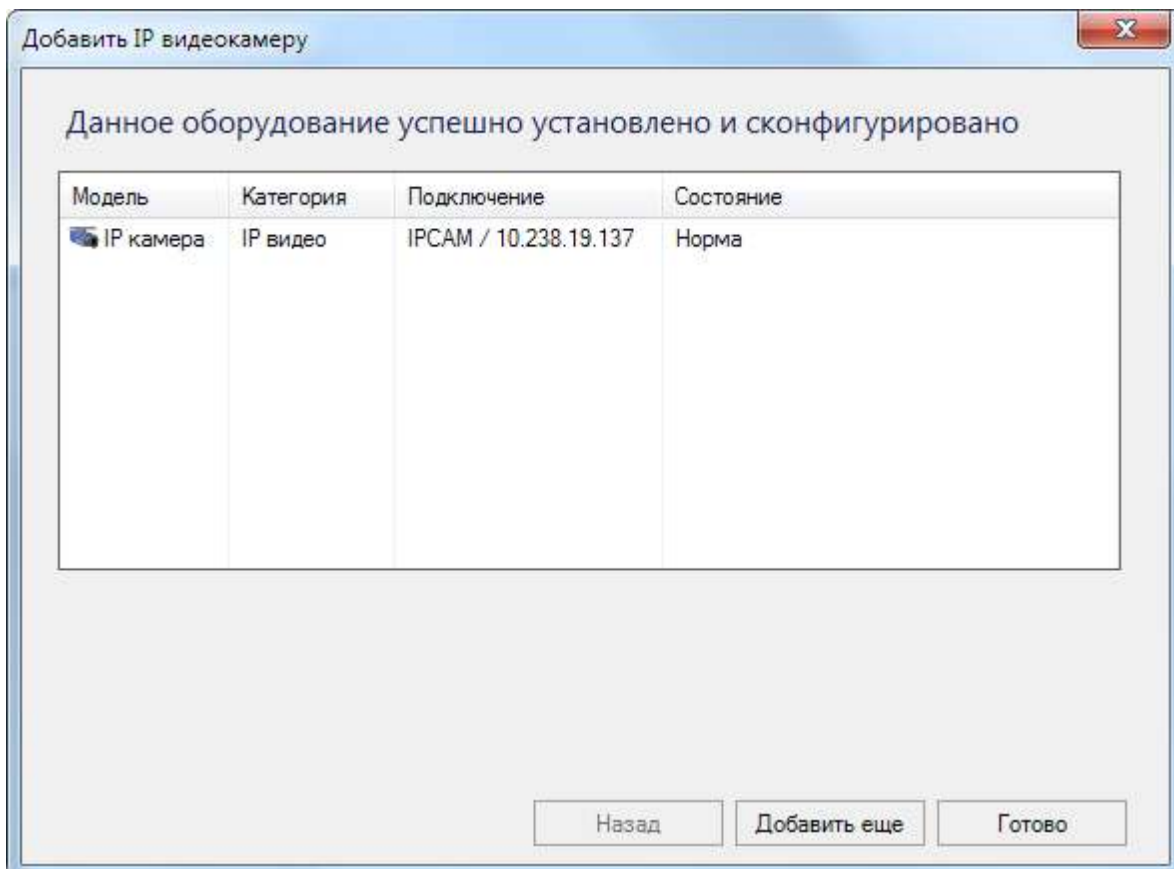 Добавить IP видеокамеру
Данное оборудование успешно установлено и сконфигурировано
Модель Категория Подключение Состояние
IP камера IP видео IPCAM / 10.238.19.137 Норма
Назад Добавить еще Готово